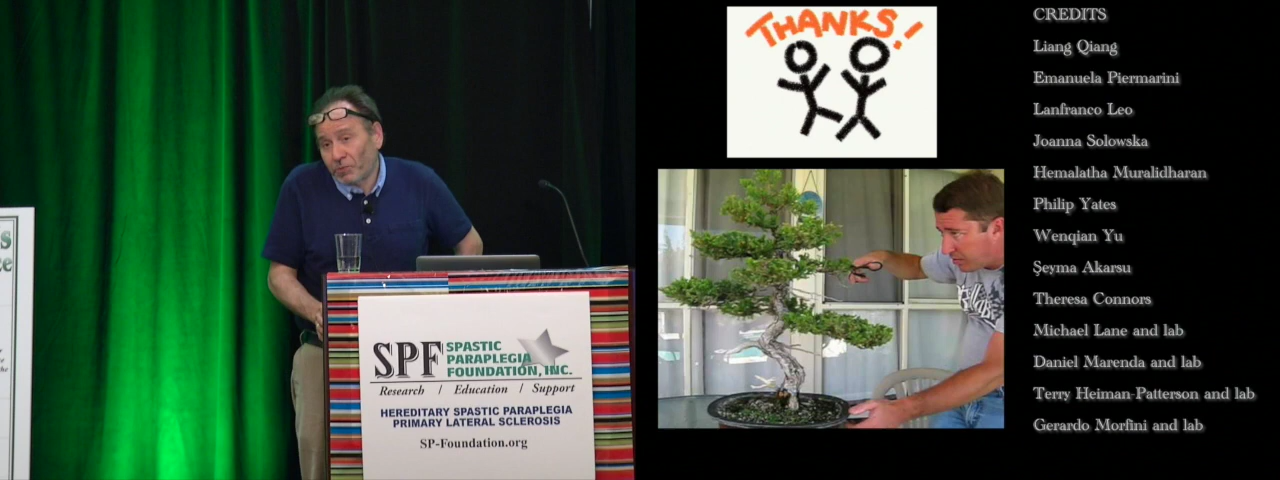 SPF SPASTIC
PARAPLEGIA
FOUNDATION, INC.
Research / Education / Support
HEREDITARY SPASTIC PARAPLEGIA
PRIMARY LATERAL SCLEROSIS
SP-Foundation.org
THANKS!
CREDITS
Liang Qiang
Emanuela Piermarini
Lanfranco Leo
Joanna Solowska
Hemalatha Muralidharan
Philip Yates
Wenqian Yu
Şeyma Akarsu
Theresa Connors
Michael Lane and lab
Daniel Marenda and lab
Terry Heiman-Patterson and lab
Gerardo Morfini and lab